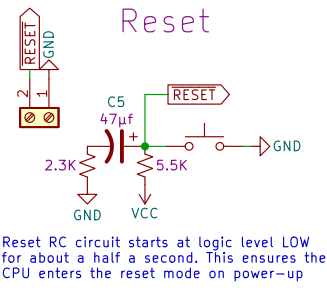 Reset
RESET
GND
2
1
C5
47µf
+
RESET
2.3K
5.5K
GND
GND
VCC
Reset RC circuit starts at logic level LOW
for about a half a second. This ensures the
CPU enters the reset mode on power-up